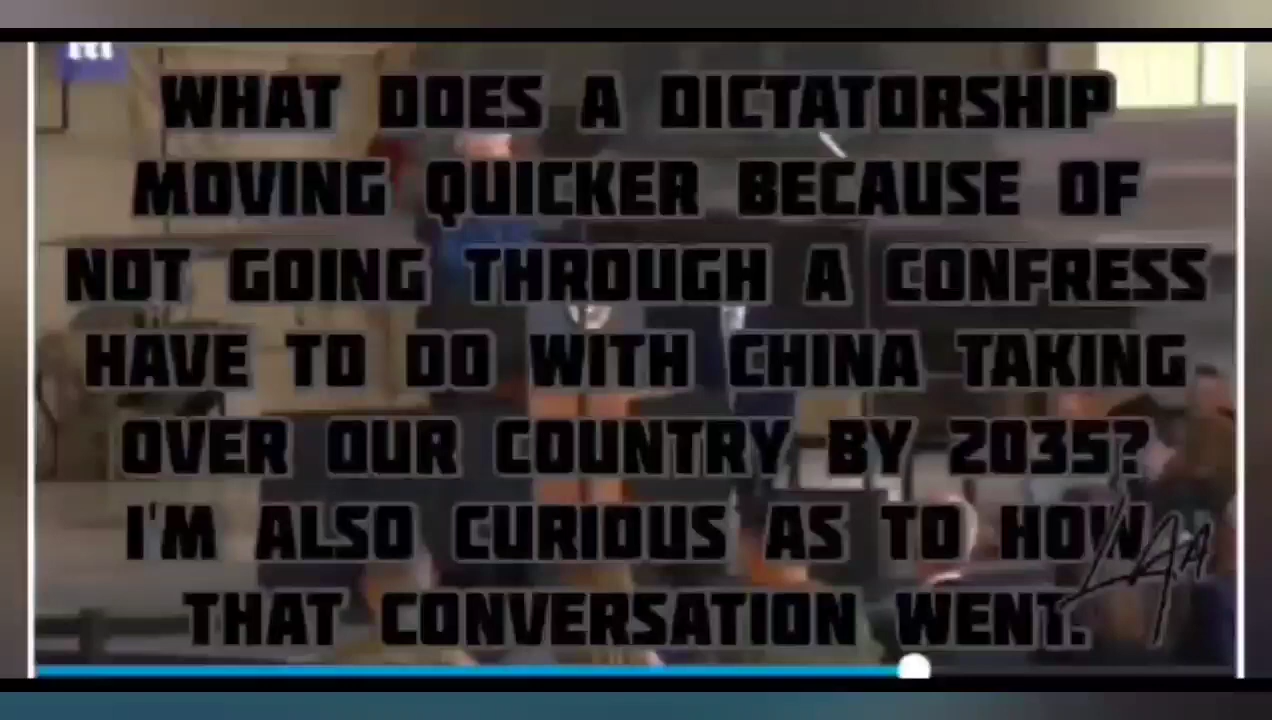 WHAT DOES A DICTATORSHIP
MOVING QUICKER BECAUSE OF
NOT GOING THROUGH A CONFRESS
HAVE TO DO WITH CHINA TAKING
OVER OUR COUNTRY BY 2035?
I'M ALSO CURIOUS AS TO HOW
THAT CONVERSATION WENT.